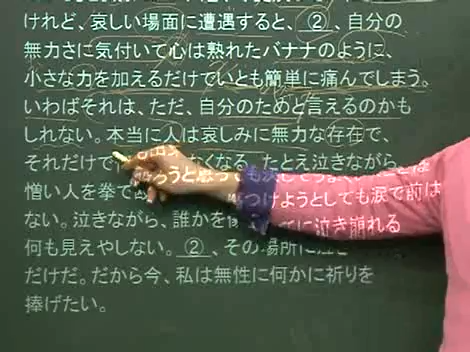 けれど、哀しい場面に遭遇すると、②、自分の
無力さに気付いて心は熟れたバナナのように、
小さな力を加えるだけでいとも簡単に痛んでしまう。
いわばそれは、ただ、自分のためと言えるのかも
しれない。本当に人は哀しみに無力な存在で、
それだけで なくなる。たとえ泣きながら、
憎い人を拳で ろうと思っても
ない。泣きながら、誰かを傷つけようとしても涙で前は
何も見えやしない。②、その場所に泣き崩れる
だけだ。だから今、私は無性に何かに祈りを
捧げたい。